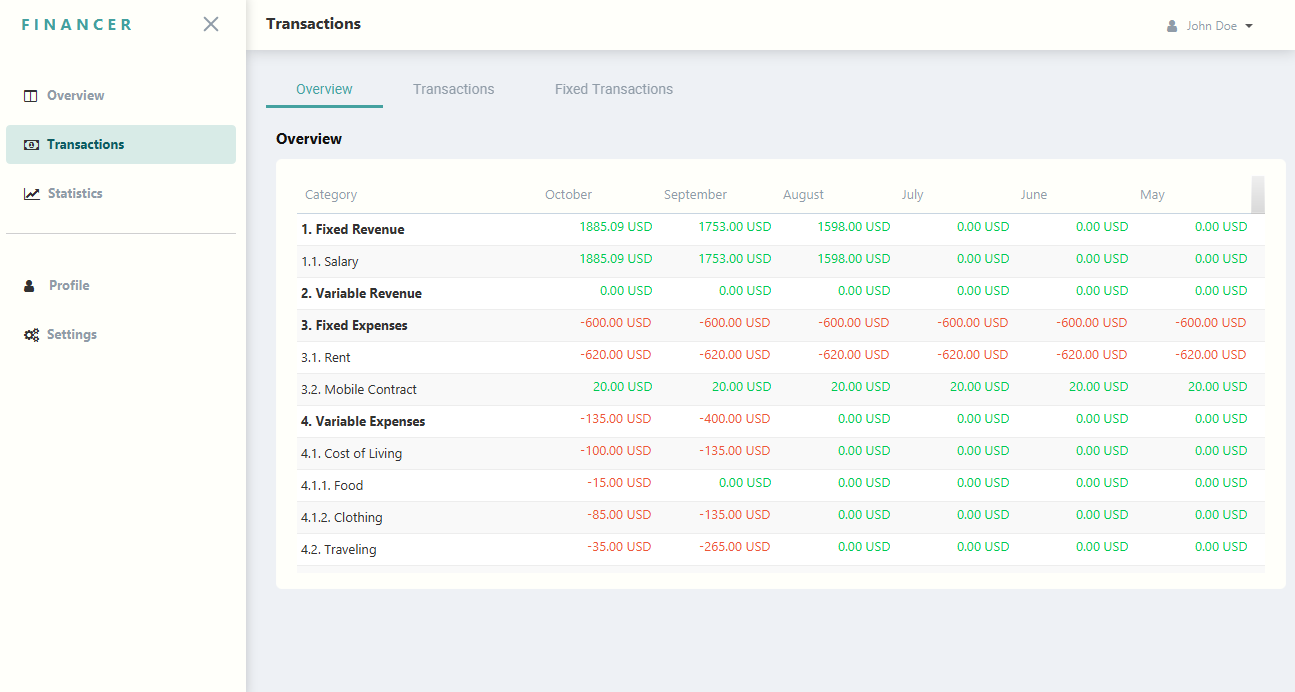 FINANCER
Transactions
John Doe
Overview
Transactions
Statistics
Profile
Settings
Overview Transactions Fixed Transactions
Overview
Category October September August July June May
1. Fixed Revenue 1885.09 USD 1753.00 USD 1598.00 USD 0.00 USD 0.00 USD 0.00 USD
1.1. Salary 1885.09 USD 1753.00 USD 1598.00 USD 0.00 USD 0.00 USD 0.00 USD
2. Variable Revenue 0.00 USD 0.00 USD 0.00 USD 0.00 USD 0.00 USD 0.00 USD
3. Fixed Expenses -600.00 USD -600.00 USD -600.00 USD -600.00 USD -600.00 USD -600.00 USD
3.1. Rent -620.00 USD -620.00 USD -620.00 USD -620.00 USD -620.00 USD -620.00 USD
3.2. Mobile Contract 20.00 USD 20.00 USD 20.00 USD 20.00 USD 20.00 USD 20.00 USD
4. Variable Expenses -135.00 USD -400.00 USD 0.00 USD 0.00 USD 0.00 USD 0.00 USD
4.1. Cost of Living -100.00 USD -135.00 USD 0.00 USD 0.00 USD 0.00 USD 0.00 USD
4.1.1. Food -15.00 USD 0.00 USD 0.00 USD 0.00 USD 0.00 USD 0.00 USD
4.1.2. Clothing -85.00 USD -135.00 USD 0.00 USD 0.00 USD 0.00 USD 0.00 USD
4.2. Traveling -35.00 USD -265.00 USD 0.00 USD 0.00 USD 0.00 USD 0.00 USD